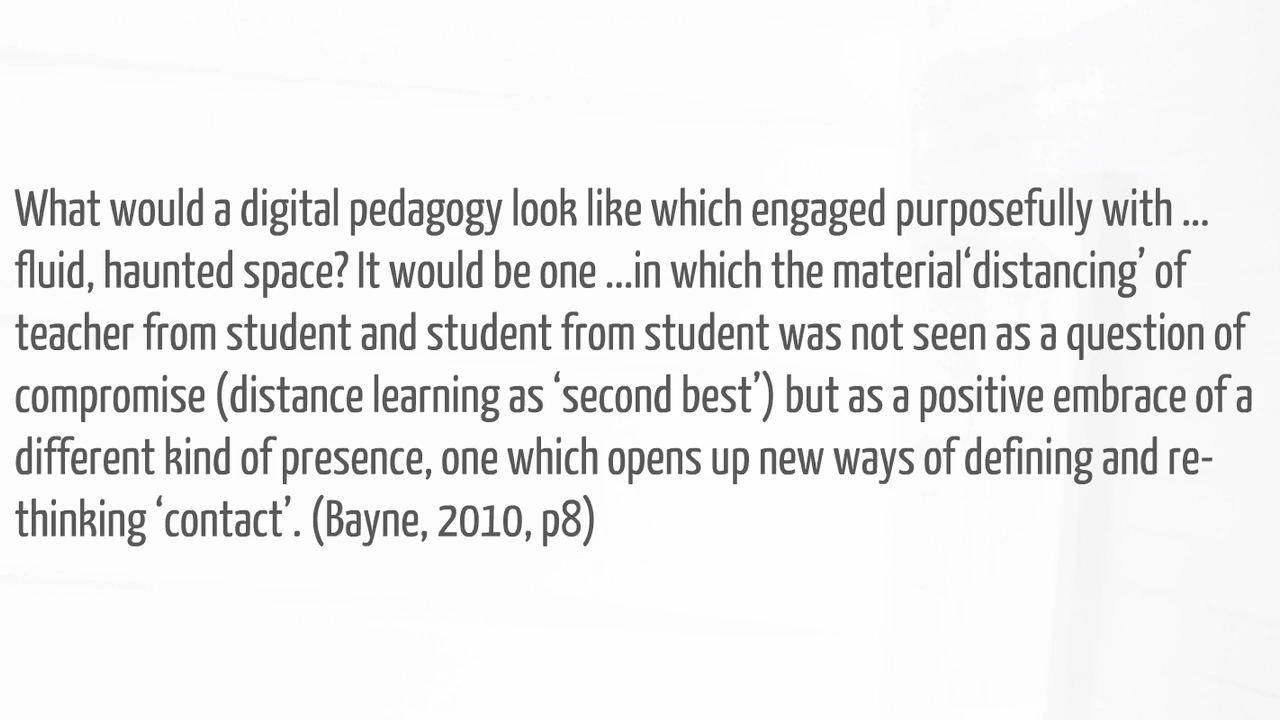 What would a digital pedagogy look like which engaged purposefully with ...
fluid, haunted space? It would be one ...in which the material‘distancing’ of
teacher from student and student from student was not seen as a question of
compromise (distance learning as ‘second best’) but as a positive embrace of a
different kind of presence, one which opens up new ways of defining and re-
thinking ‘contact’. (Bayne, 2010, p8)